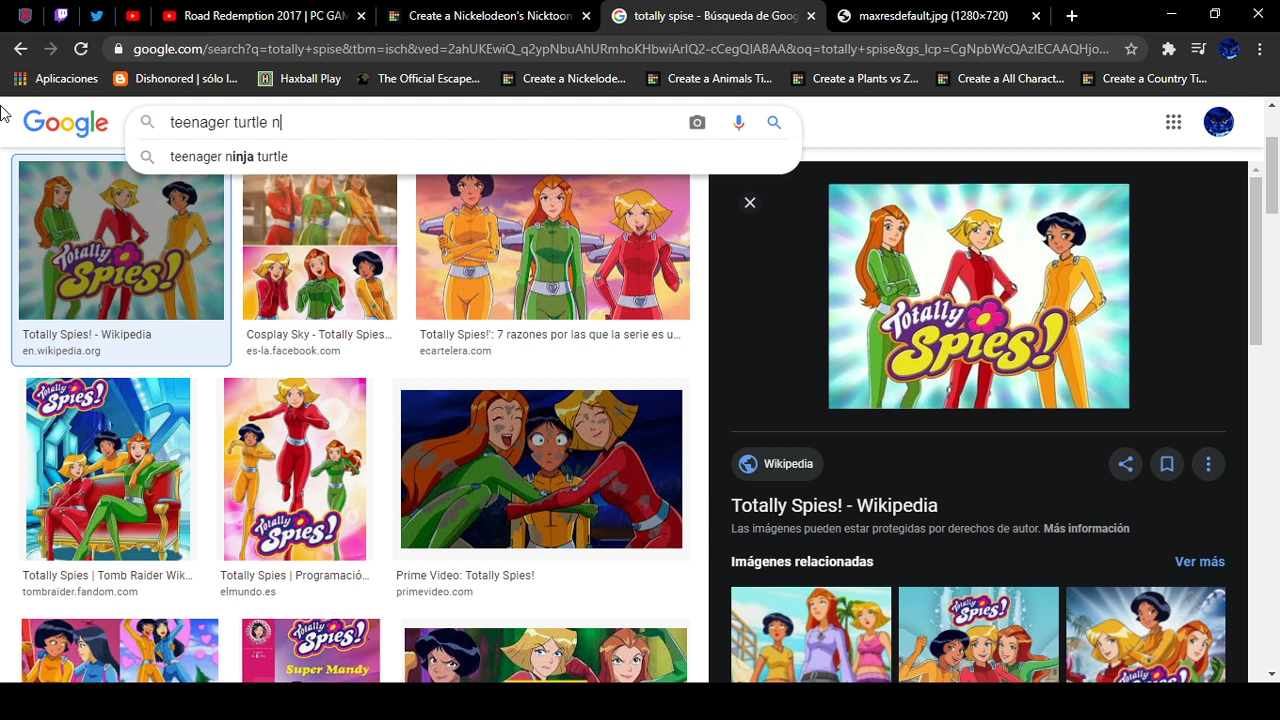 Road Redemption 2017 | PC GAM
Create a Nickelodeon's Nicktoon
totally spise - Búsqueda de Goog
maxresdefault.jpg (1280×720)
google.com/search?q=totally+spise&tbm=isch&ved=2ahUKEwiQ_q2ypNbuAhURmhoKHbwiArIQ2-cCegQIABAA&oq=totally+spise&gs_lcp=CgNpbWcQAzIECAAQHjo...
Aplicaciones
Dishonored | sólo l...
Haxball Play
The Official Escape...
Create a Nickelode...
Create a Animals Ti...
Create a Plants vs Z...
Create a All Charact...
Create a Country Ti...
Google
teenager turtle n
teenager ninja turtle
Totally Spies!
Totally Spies!
Totally Spies! - Wikipedia
en.wikipedia.org
Cosplay Sky - Totally Spies...
es-la.facebook.com
Totally Spies!': 7 razones por las que la serie es u...
ecartelera.com
Wikipedia
Totally Spies! - Wikipedia
Las imágenes pueden estar protegidas por derechos de autor. Más información
Imágenes relacionadas
Ver más
Totally Spies!
Totally Spies!
Totally Spies | Tomb Raider Wik...
tombraider.fandom.com
Totally Spies | Programació...
elmundo.es
Prime Video: Totally Spies!
primevideo.com
Totally Spies!
Super Mandy
Totally Spies!
Totally Spies!